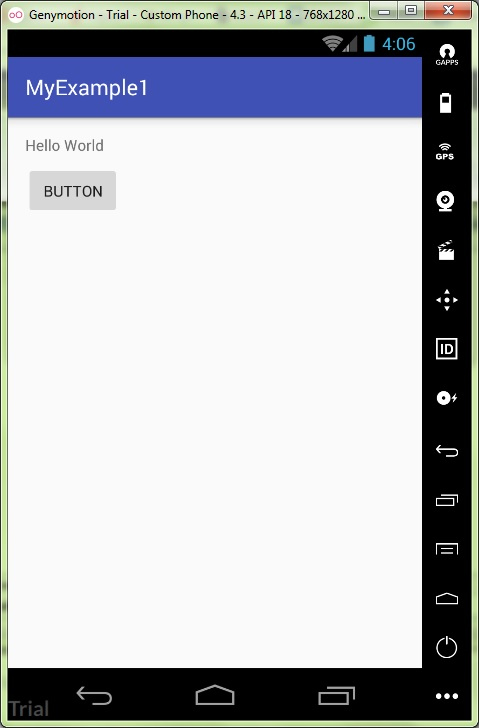 Genymotion - Trial - Custom Phone - 4.3 - API 18 - 768x1280 ...
4:06
GAPPS
MyExample1
Hello World
GPS
BUTTON
ID
Trial